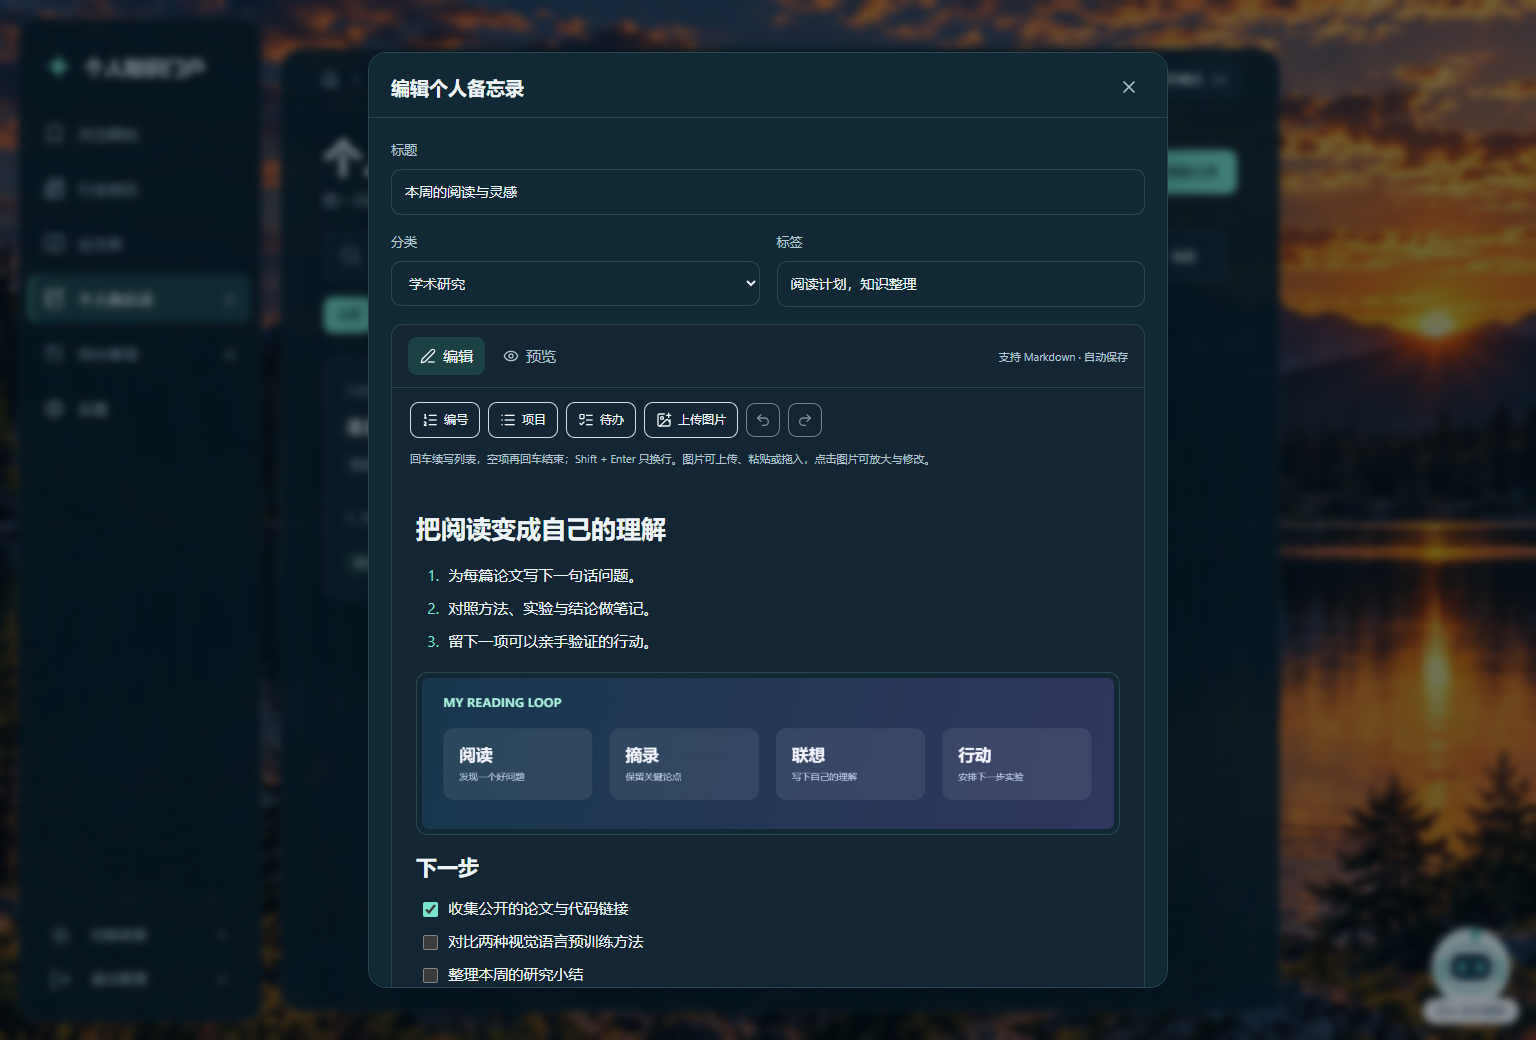 个人知识门户
编辑个人备忘录
标题
本周的阅读与灵感
分类
标签
学术研究
阅读计划，知识整理
编辑
预览
支持 Markdown · 自动保存
编号
项目
待办
上传图片
回车续写列表，空项再回车结束；Shift + Enter 只换行。图片可上传、粘贴或拖入，点击图片可放大与修改。
把阅读变成自己的理解
1. 为每篇论文写下一句话问题。
2. 对照方法、实验与结论做笔记。
3. 留下一项可以亲手验证的行动。
MY READING LOOP
阅读
发现一个好问题
摘录
保留关键论点
联想
写下自己的理解
行动
安排下一步实验
下一步
收集公开的论文与代码链接
对比两种视觉语言预训练方法
整理本周的研究小结